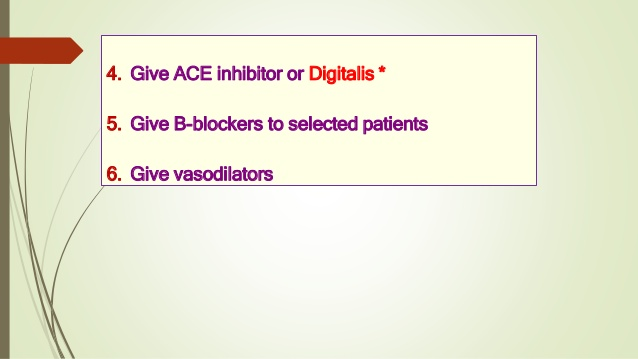 4. Give ACE inhibitor or Digitalis *
5. Give B-blockers to selected patients
6. Give vasodilators